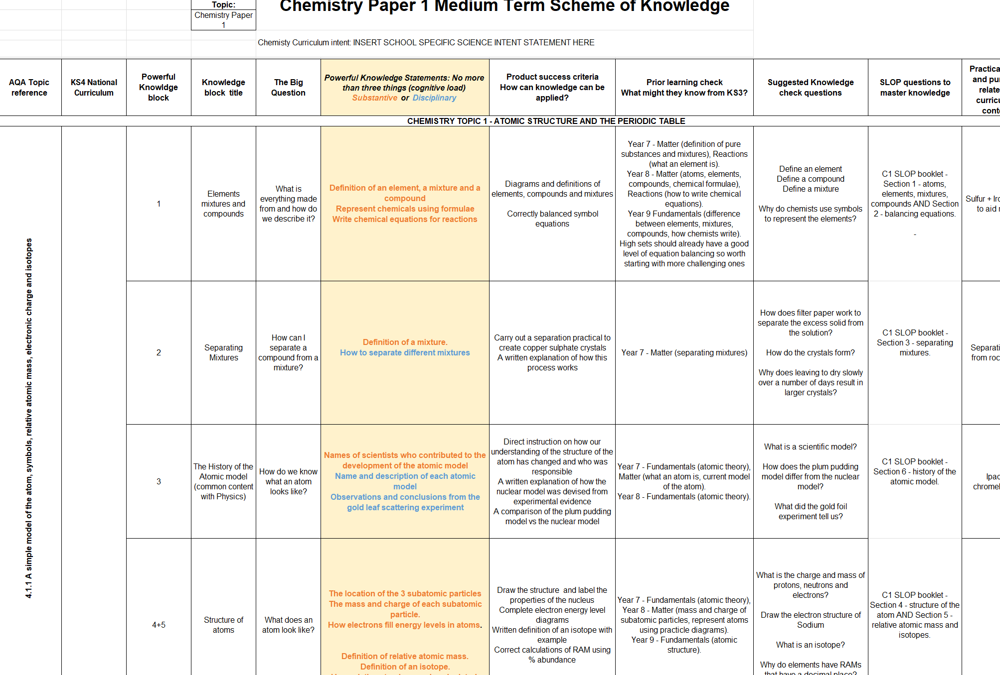 Topic:
Chemistry Paper 1 Medium Term Scheme of Knowledge
Chemistry Paper
1
Chemisty Curriculum intent: INSERT SCHOOL SPECIFIC SCIENCE INTENT STATEMENT HERE
AQA Topic
reference
KS4 National
Curriculum
Powerful
Knowldge
block
Knowledge
block title
The Big
Question
Powerful Knowledge Statements: No more
than three things (cognitive load)
Substantive or Disciplinary
Product success criteria
How can knowledge can be
applied?
Prior learning check
What might they know from KS3?
Suggested Knowledge
check questions
SLOP questions to
master knowledge
Practica
and pu
relate
curricu
conte
CHEMISTRY TOPIC 1 - ATOMIC STRUCTURE AND THE PERIODIC TABLE
4.1.1 A simple model of the atom, symbols, relative atomic mass, electronic charge and isotopes
1
Elements
mixtures and
compounds
What is
everything made
from and how do
we describe it?
Definition of an element, a mixture and a
compound
Represent chemicals using formulae
Write chemical equations for reactions
Diagrams and definitions of
elements, compounds and mixtures
Correctly balanced symbol
equations
Year 7 - Matter (definition of pure
substances and mixtures), Reactions
(what an element is).
Year 8 - Matter (atoms, elements,
compounds, chemical formulae),
Reactions (how to write chemical
equations).
Year 9 Fundamentals (difference
between elements, mixtures,
compounds, how chemists write).
High sets should already have a good
level of equation balancing so worth
starting with more challenging ones
Define an element
Define a compound
Define a mixture
Why do chemists use symbols
to represent the elements?
C1 SLOP booklet -
Section 1 - atoms,
elements, mixtures,
compounds AND Section
2 - balancing equations.
-
Sulfur + Iro
to aid r
2
Separating
Mixtures
How can I
separate a
compound from a
mixture?
Definition of a mixture.
How to separate different mixtures
Carry out a separation practical to
create copper sulphate crystals
A written explanation of how this
process works
Year 7 - Matter (separating mixtures)
How does filter paper work to
separate the excess solid from
the solution?
How do the crystals form?
Why does leaving to dry slowly
over a number of days result in
larger crystals?
C1 SLOP booklet -
Section 3 - separating
mixtures.
Separati
from roc
3
The History of the
Atomic model
(common content
with Physics)
How do we know
what an atom
looks like?
Names of scientists who contributed to the
development of the atomic model
Name and description of each atomic
model
Observations and conclusions from the
gold leaf scattering experiment
Direct instruction on how our
understanding of the structure of the
atom has changed and who was
responsible
A written explanation of how the
nuclear model was devised from
experimental evidence
A comparison of the plum pudding
model vs the nuclear model
Year 7 - Fundamentals (atomic theory),
Matter (what an atom is, current model
of the atom).
Year 8 - Fundamentals (atomic theory).
What is a scientific model?
How does the plum pudding
model differ from the nuclear
model?
What did the gold foil
experiment tell us?
C1 SLOP booklet -
Section 6 - history of the
atomic model.
Ipac
chromel
4+5
Structure of
atoms
What does an
atom look like?
The location of the 3 subatomic particles
The mass and charge of each subatomic
particle.
How electrons fill energy levels in atoms.
Definition of relative atomic mass.
Definition of an isotope.
Draw the structure and label the
properties of the nucleus
Complete electron energy level
diagrams
Written definition of an isotope with
example
Correct calculations of RAM using
% abundance
Year 7 - Fundamentals (atomic theory),
Year 8 - Matter (mass and charge of
subatomic particles, represent atoms
using practicle diagrams).
Year 9 - Fundamentals (atomic
structure).
What is the charge and mass of
protons, neutrons and
electrons?
Draw the electron structure of
Sodium
What is an isotope?
Why do elements have RAMs
that have a decimal place?
C1 SLOP booklet -
Section 4 - structure of the
atom AND Section 5 -
relative atomic mass and
isotopes.